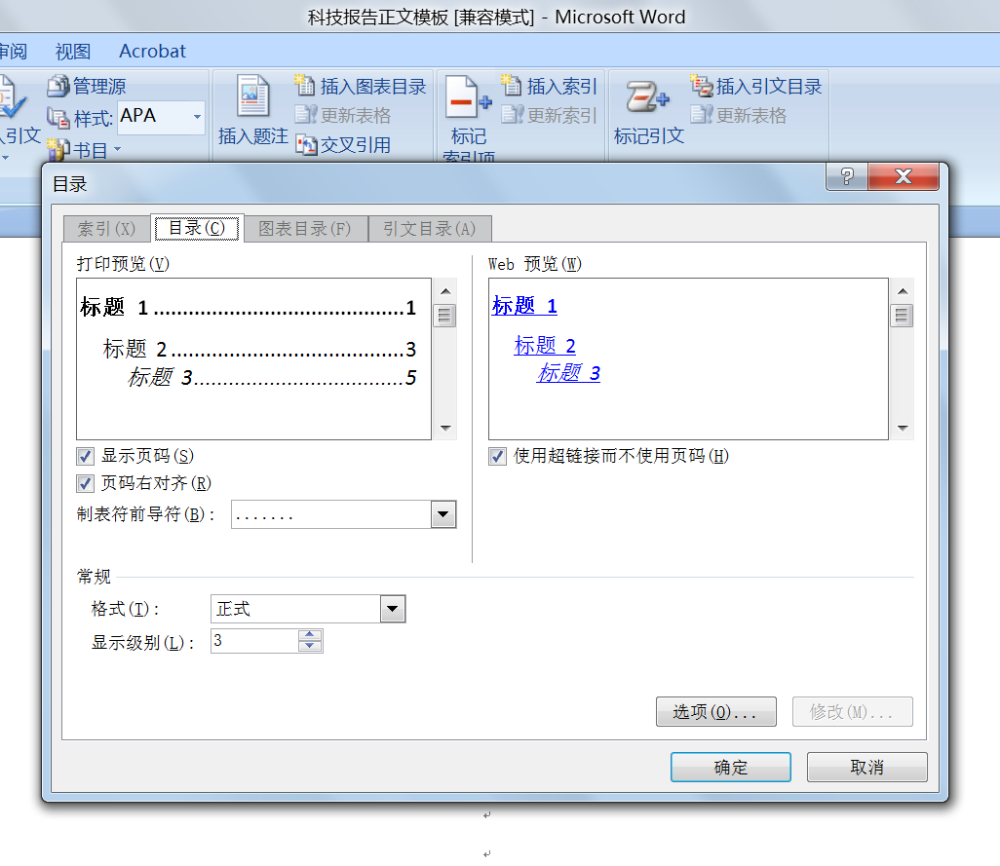 科技报告正文模板 [兼容模式] - Microsoft Word
审阅 视图 Acrobat
管理源
样式: APA
书目
入引文
插入题注
插入图表目录
更新表格
交叉引用
标记
索引项
插入索引
更新索引
标记引文
插入引文目录
更新表格
目录
索引(X) 目录(C) 图表目录(F) 引文目录(A)
打印预览(V)
标题 1......................................1
标题 2...................................3
标题 3................................5
显示页码(S)
页码右对齐(R)
制表符前导符(B): .......
Web 预览(W)
标题 1
标题 2
标题 3
使用超链接而不使用页码(H)
常规
格式(T): 正式
显示级别(L): 3
选项(O)... 修改(M)...
确定 取消